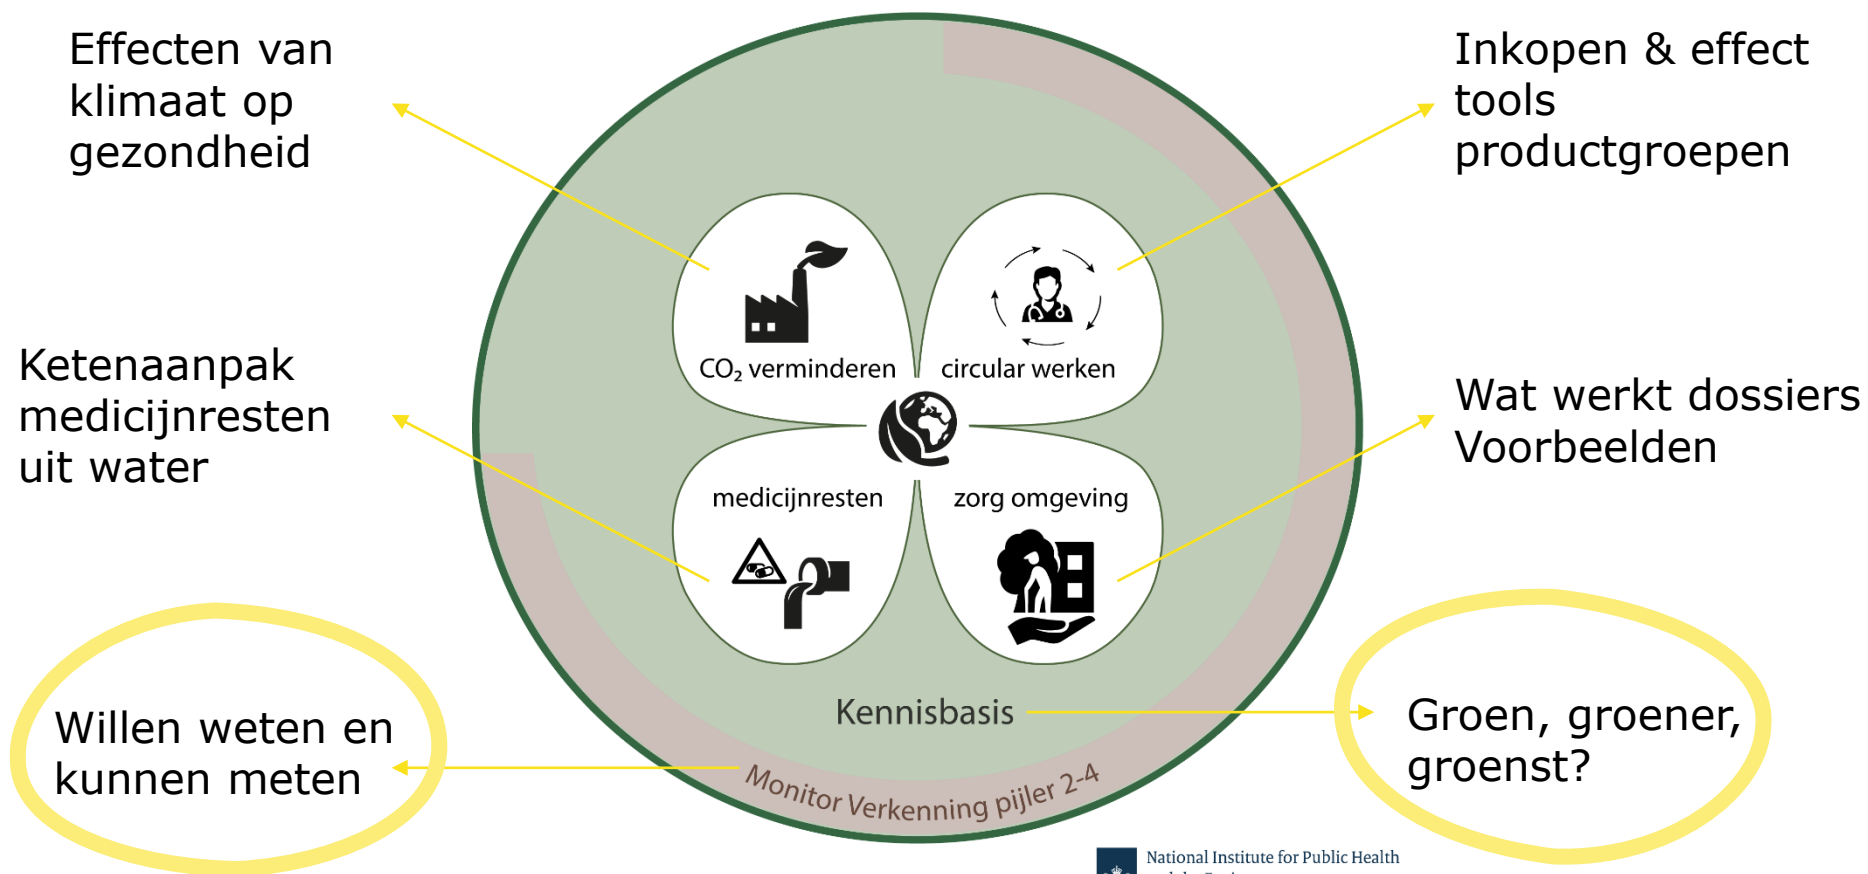 Effecten van
klimaat op
gezondheid
Inkopen & effect
tools
productgroepen
CO₂ verminderen
circular werken
Ketenaanpak
medicijnresten
uit water
Wat werkt dossiers
Voorbeelden
medicijnresten
zorg omgeving
Kennisbasis
Willen weten en
kunnen meten
Groen, groener,
groenst?
Monitor Verkenning pijler 2-4
National Institute for Public Health